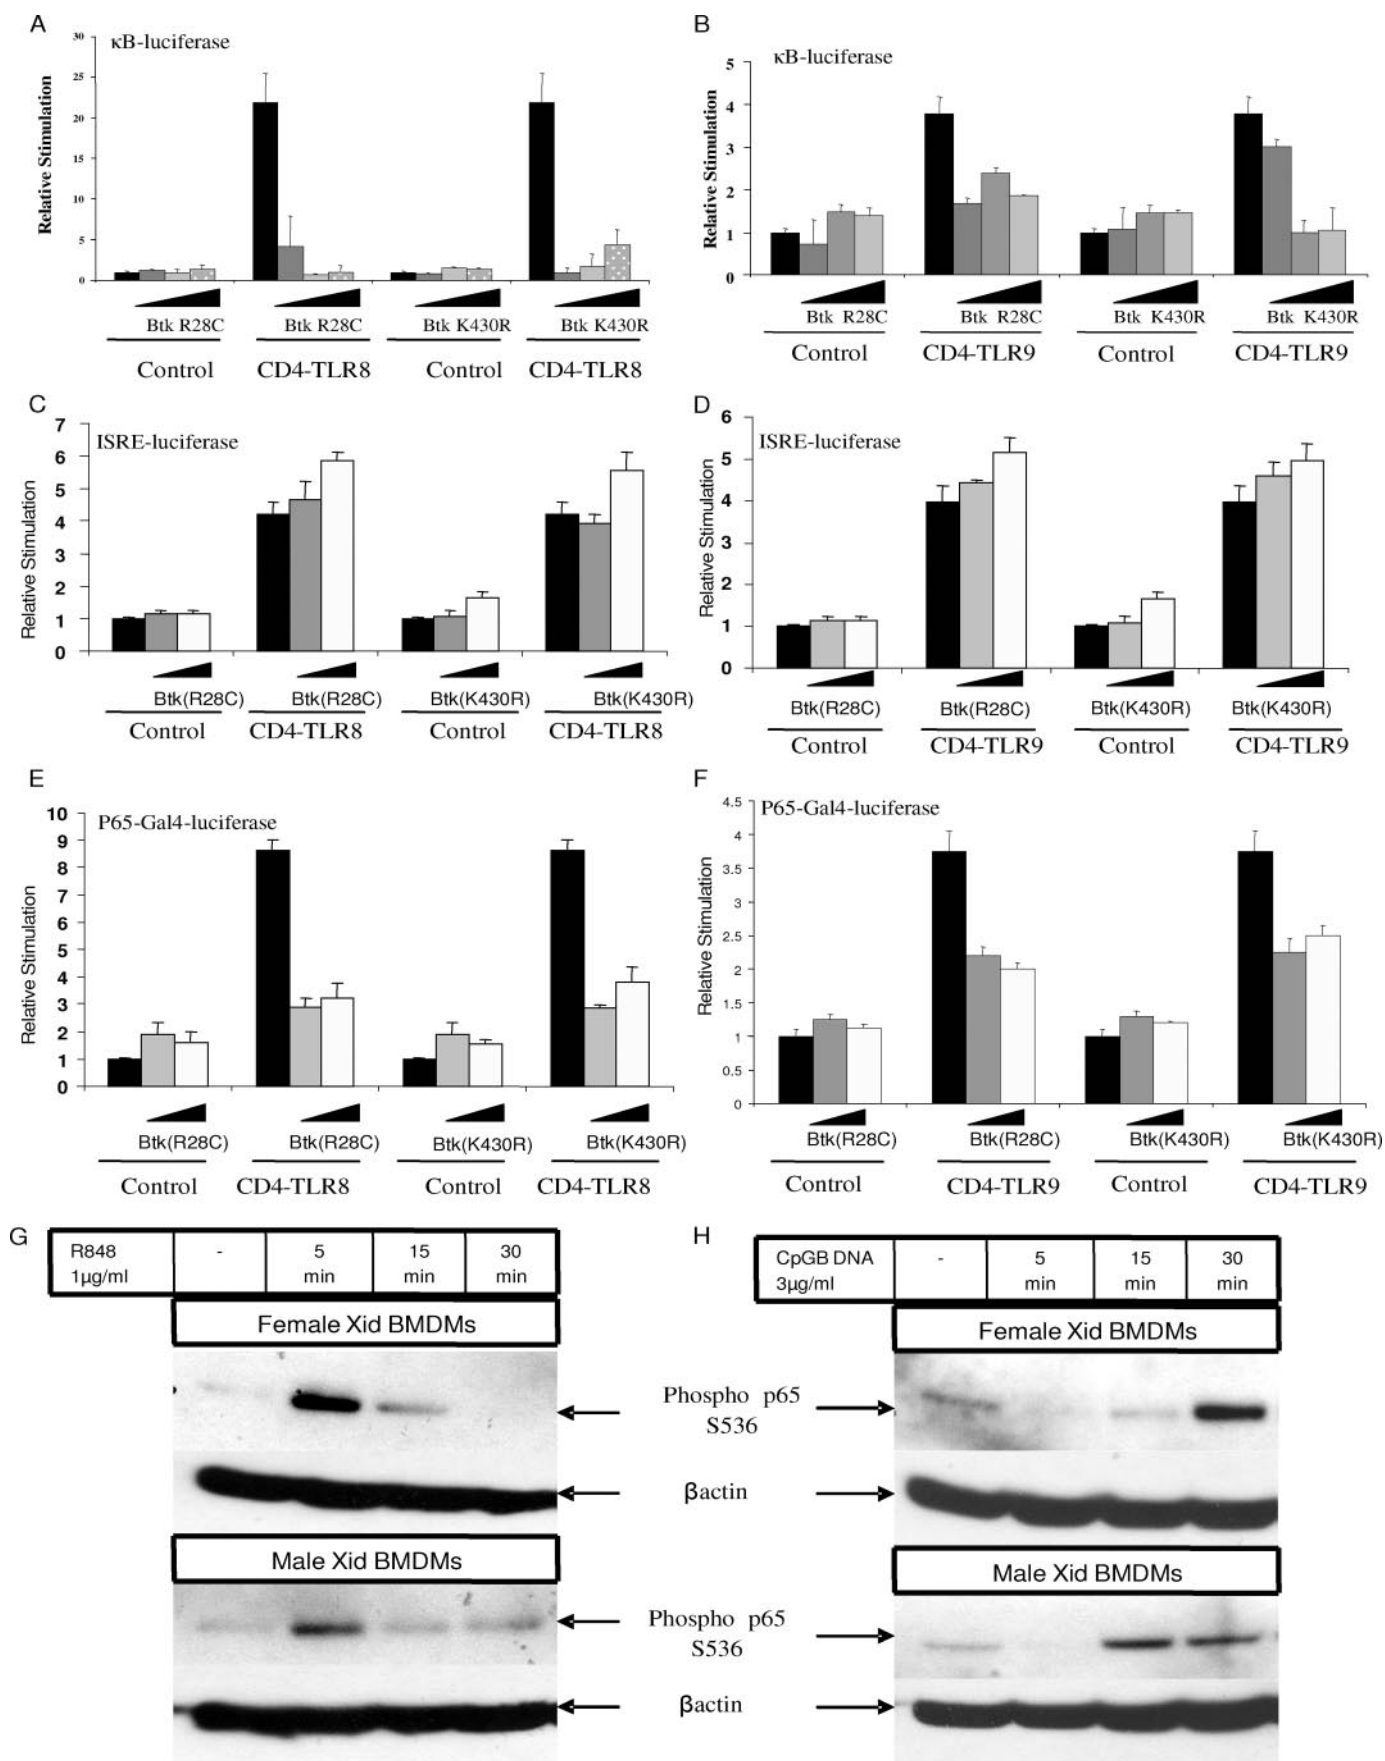 A
κB-luciferase
Relative Stimulation
30
25
20
15
10
5
0
Btk R28C
Btk R28C
Btk K430R
Btk K430R
Control
CD4-TLR8
Control
CD4-TLR8
B
κB-luciferase
Relative Stimulation
5
4
3
2
1
0
Btk R28C
Btk R28C
Btk K430R
Btk K430R
Control
CD4-TLR9
Control
CD4-TLR9
C
ISRE-luciferase
Relative Stimulation
7
6
5
4
3
2
1
0
Btk(R28C)
Btk(R28C)
Btk(K430R)
Btk(K430R)
Control
CD4-TLR8
Control
CD4-TLR8
D
ISRE-luciferase
Relative Stimulation
6
5
4
3
2
1
0
Btk(R28C)
Btk(R28C)
Btk(K430R)
Btk(K430R)
Control
CD4-TLR9
Control
CD4-TLR9
E
P65-Gal4-luciferase
Relative Stimulation
10
9
8
7
6
5
4
3
2
1
0
Btk(R28C)
Btk(R28C)
Btk(K430R)
Btk(K430R)
Control
CD4-TLR8
Control
CD4-TLR8
F
P65-Gal4-luciferase
Relative Stimulation
4.5
4
3.5
3
2.5
2
1.5
1
0.5
0
Btk(R28C)
Btk(R28C)
Btk(K430R)
Btk(K430R)
Control
CD4-TLR9
Control
CD4-TLR9
G
R848
1µg/ml
-
5
min
15
min
30
min
Female Xid BMDMs
Male Xid BMDMs
Phospho p65
S536
βactin
Phospho p65
S536
βactin
H
CpGB DNA
3µg/ml
-
5
min
15
min
30
min
Female Xid BMDMs
Male Xid BMDMs